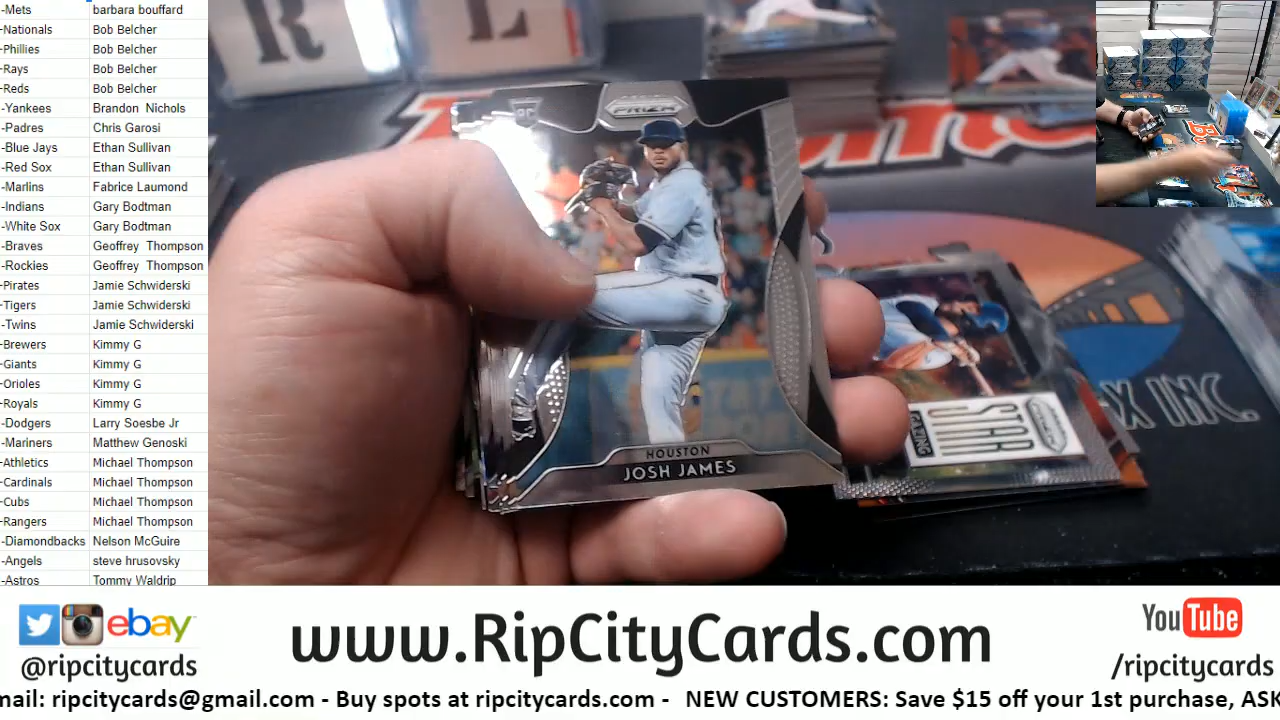 -Mets barbara bouffard
-Nationals Bob Belcher
-Phillies Bob Belcher
-Rays Bob Belcher
-Reds Bob Belcher
-Yankees Brandon Nichols
-Padres Chris Garosi
-Blue Jays Ethan Sullivan
-Red Sox Ethan Sullivan
-Marlins Fabrice Laumond
-Indians Gary Bodtman
-White Sox Gary Bodtman
-Braves Geoffrey Thompson
-Rockies Geoffrey Thompson
-Pirates Jamie Schwiderski
-Tigers Jamie Schwiderski
-Twins Jamie Schwiderski
-Brewers Kimmy G
-Giants Kimmy G
-Orioles Kimmy G
-Royals Kimmy G
-Dodgers Larry Soesbe Jr
-Mariners Matthew Genoski
-Athletics Michael Thompson
-Cardinals Michael Thompson
-Cubs Michael Thompson
-Rangers Michael Thompson
-Diamondbacks Nelson McGuire
-Angels steve hrusovsky
-Astros Tommy Waldrip
R L
RC
PRIZM
HOUSTON
JOSH JAMES
STAR
GAZING
PRIZM
X INC.
ebay
@ripcitycards
www.RipCityCards.com
YouTube
/ripcitycards
mail: ripcitycards@gmail.com - Buy spots at ripcitycards.com - NEW CUSTOMERS: Save $15 off your 1st purchase, ASK